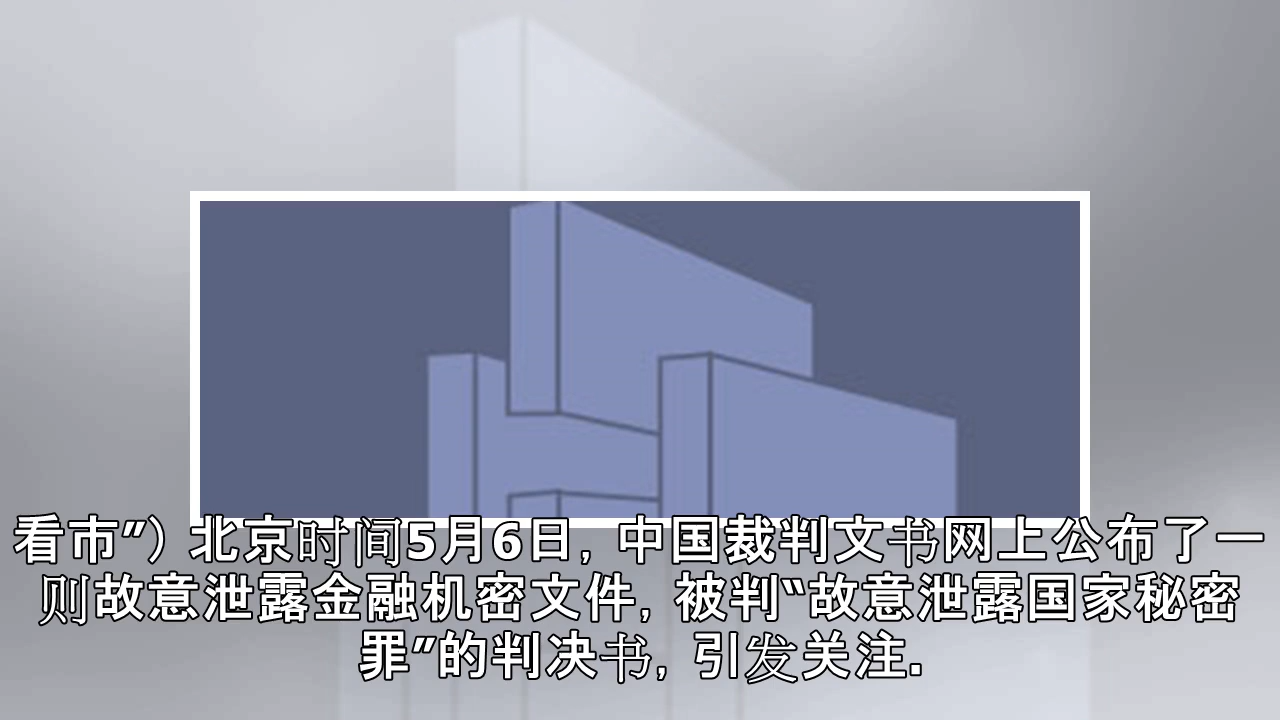 看市”）北京时间5月6日，中国裁判文书网上公布了一
则故意泄露金融机密文件，被判“故意泄露国家秘密
罪”的判决书，引发关注.